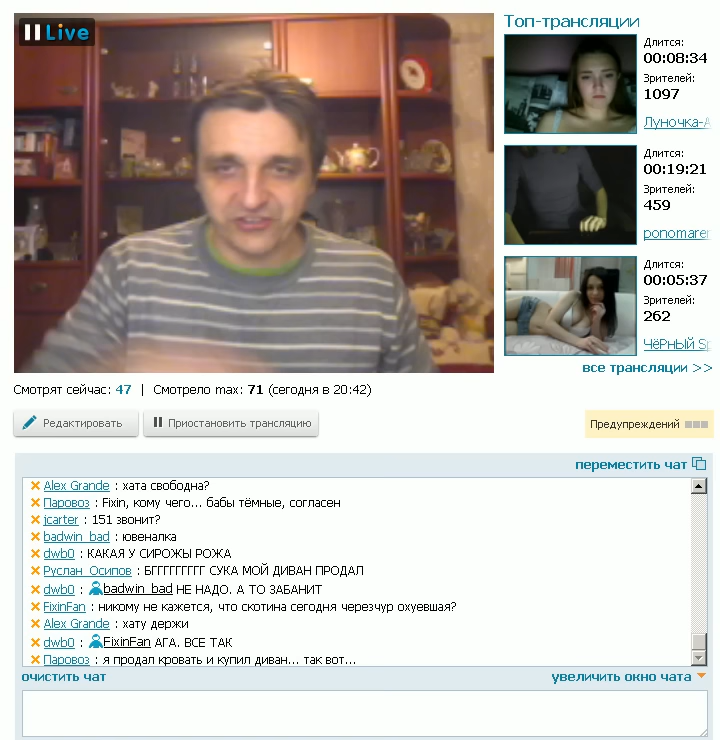 Live
Топ-трансляции
Длится:
00:08:34
Зрителей:
1097
Луночка-А
Длится:
00:19:21
Зрителей:
459
ponomarer
Длится:
00:05:37
Зрителей:
262
ЧёРНЫЙ Sp
все трансляции >>
Смотрят сейчас: 47 | Смотрело max: 71 (сегодня в 20:42)
Редактировать
Приостановить трансляцию
Предупреждений
переместить чат
Alex Grande : хата свободна?
Паровоз : Fixin, кому чего... бабы тёмные, согласен
jcarter : 151 звонит?
badwin_bad : ювеналка
dwb0 : КАКАЯ У СИРОЖЫ РОЖА
Руслан_Осипов : БГГГГГГГГГ СУКА МОЙ ДИВАН ПРОДАЛ
dwb0 : badwin_bad НЕ НАДО. А ТО ЗАБАНИТ
FixinFan : никому не кажется, что скотина сегодня черезчур охуевшая?
Alex Grande : хату держи
dwb0 : FixinFan АГА. ВСЕ ТАК
Паровоз : я продал кровать и купил диван... так вот...
очистить чат
увеличить окно чата